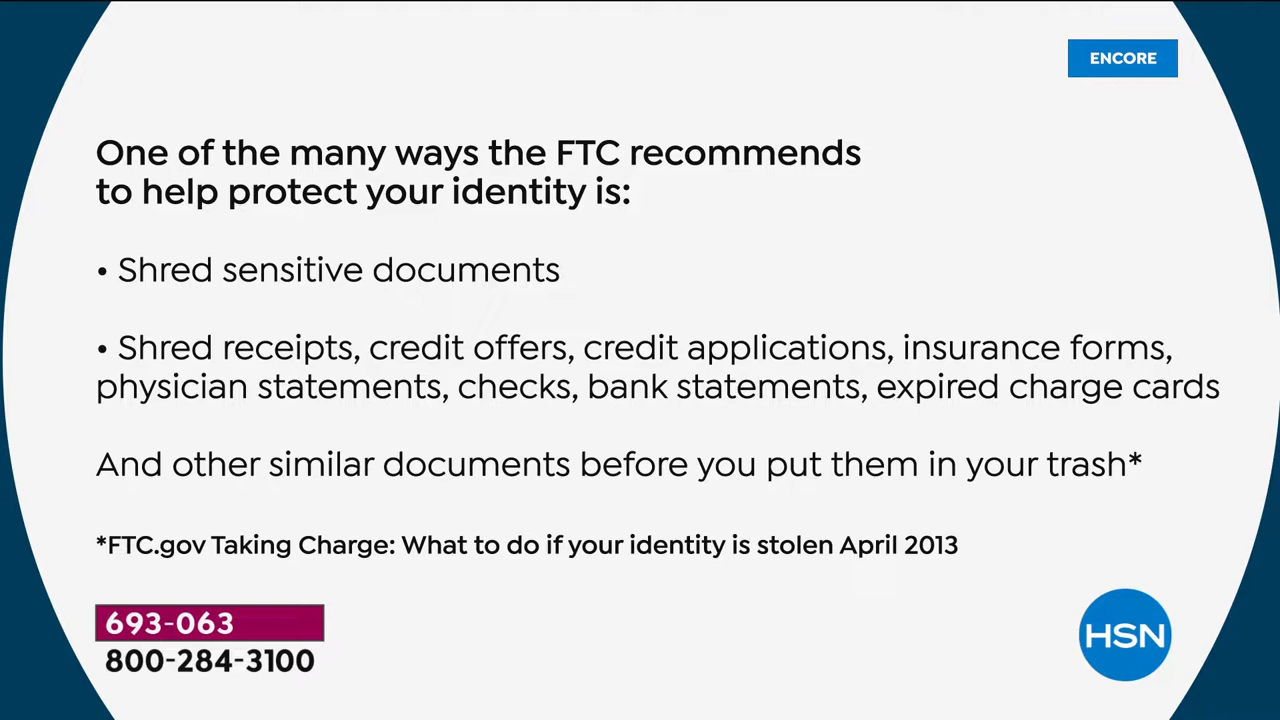 ENCORE
One of the many ways the FTC recommends
to help protect your identity is:
• Shred sensitive documents
• Shred receipts, credit offers, credit applications, insurance forms,
physician statements, checks, bank statements, expired charge cards
And other similar documents before you put them in your trash*
*FTC.gov Taking Charge: What to do if your identity is stolen April 2013
693-063
800-284-3100
HSN